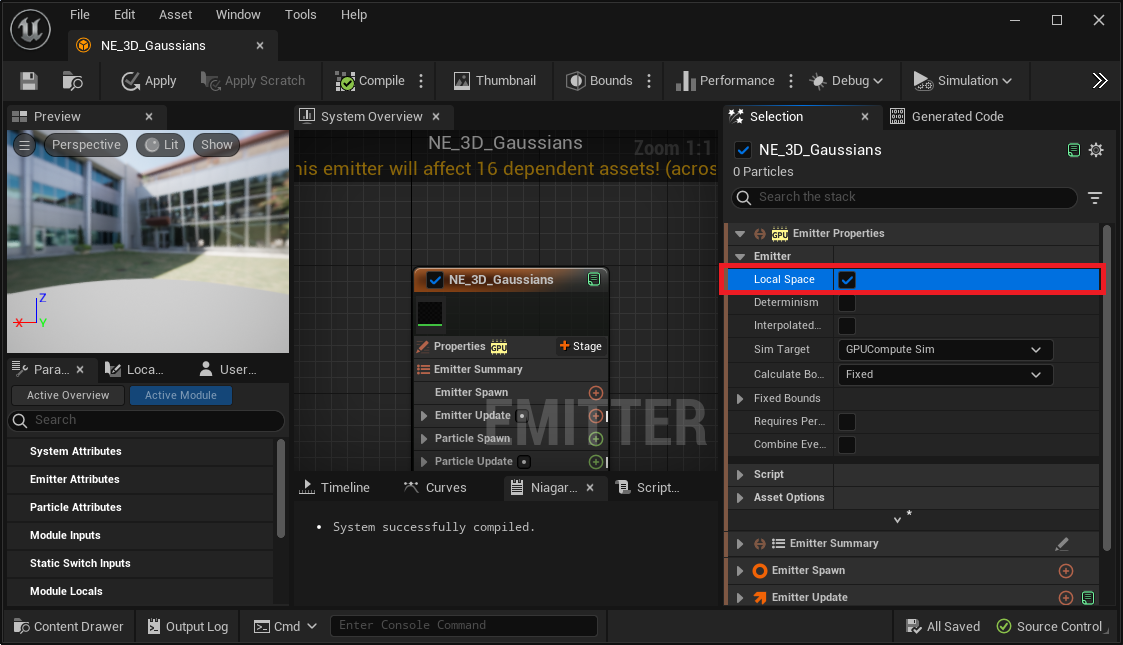 File Edit Asset Window Tools Help
NE_3D_Gaussians
Apply Apply Scratch Compile Thumbnail Bounds Performance Debug Simulation
Preview
Perspective Lit Show
Z
X Y
Para... Loca... User...
Active Overview Active Module
Search
System Attributes
Emitter Attributes
Particle Attributes
Module Inputs
Static Switch Inputs
Module Locals
System Overview
NE_3D_Gaussians
Zoom 1:1
his emitter will affect 16 dependent assets! (acros
NE_3D_Gaussians
Properties GPU Stage
Emitter Summary
Emitter Spawn
Emitter Update
Particle Spawn
Particle Update
EMITTER
Timeline Curves Niagar... Script...
• System successfully compiled.
Selection Generated Code
NE_3D_Gaussians
0 Particles
Search the stack
GPU Emitter Properties
Emitter
Local Space
Determinism
Interpolated...
Sim Target GPUCompute Sim
Calculate Bo... Fixed
Fixed Bounds
Requires Per...
Combine Eve...
Script
Asset Options
*
Emitter Summary
Emitter Spawn
Emitter Update
Content Drawer Output Log Cmd Enter Console Command All Saved Source Control